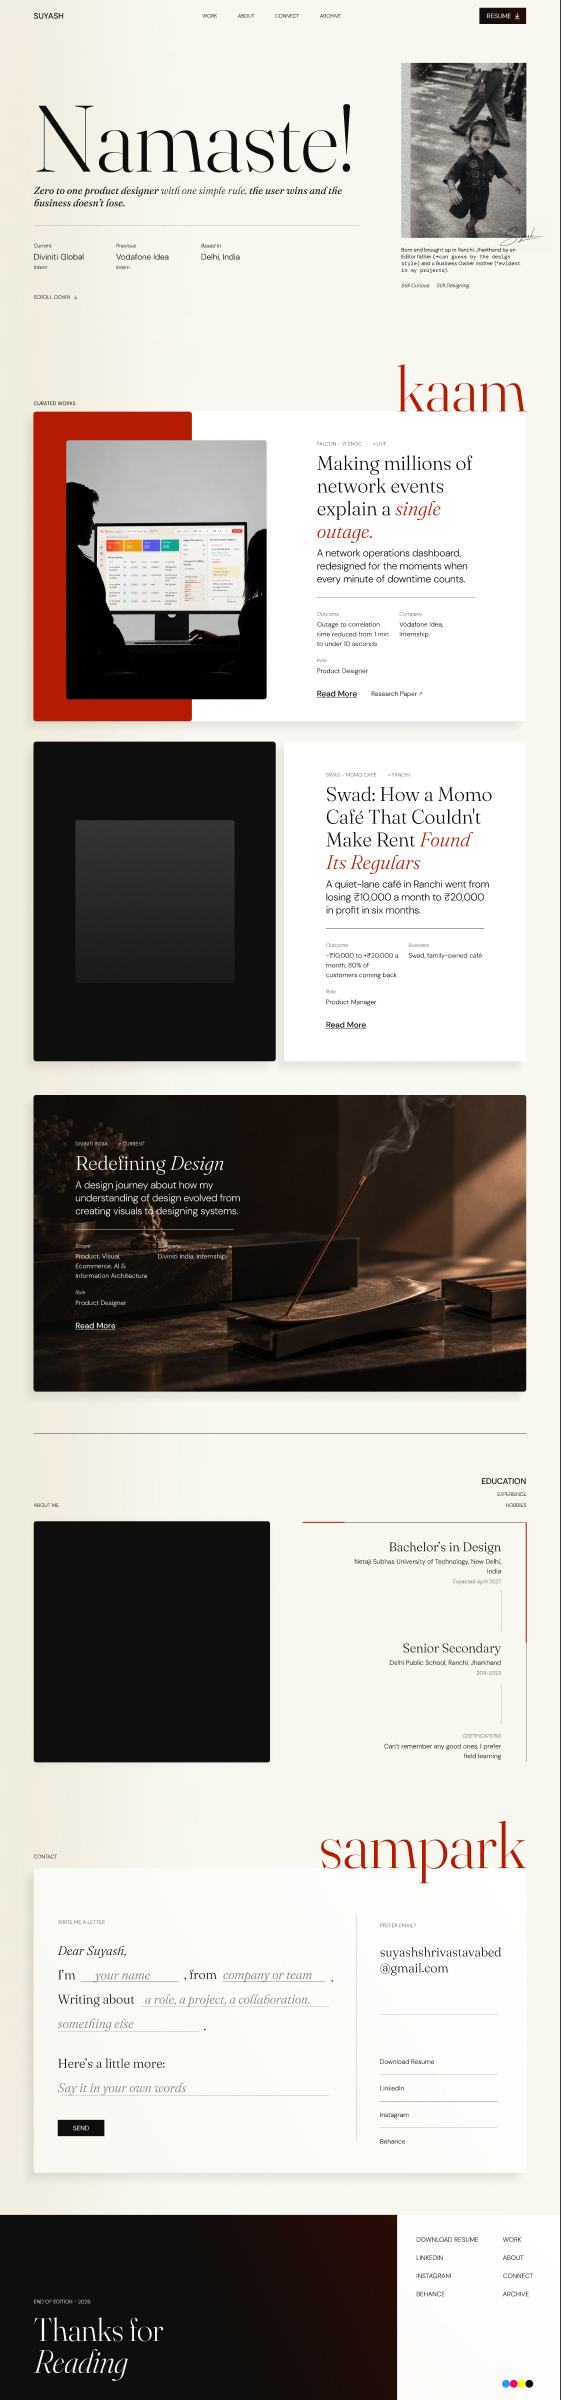 SUYASH
WORK ABOUT CONNECT ARCHIVE
RESUME
Namaste!
Zero to one product designer with one simple rule, the user wins and the
business doesn't lose.
Current Previous Based In
Diviniti Global Vodafone Idea Delhi, India
Intern Intern
SCROLL DOWN ↓
Suyash
Born and brought up in Ranchi, Jharkhand by an
Editor father (*can guess by the design
style) and a Business Owner mother (*evident
in my projects).
Still Curious Still Designing
kaam
CURATED WORKS
FALCON - VI SNOC • LIVE
Making millions of
network events
explain a single
outage.
A network operations dashboard,
redesigned for the moments when
every minute of downtime counts.
Outcome Company
Outage to correlation Vodafone Idea,
time reduced from 1 min Internship
to under 10 seconds
Role
Product Designer
Read More Research Paper ↗
SWAD - MOMO CAFÉ • RANCHI
Swad: How a Momo
Café That Couldn't
Make Rent Found
Its Regulars
A quiet-lane café in Ranchi went from
losing ₹10,000 a month to ₹20,000
in profit in six months.
Outcome Business
-₹10,000 to +₹20,000 a Swad, family-owned café
month, 60% of
customers coming back
Role
Product Manager
Read More
DIVINITI INDIA • CURRENT
Redefining Design
A design journey about how my
understanding of design evolved from
creating visuals to designing systems.
Scope Company
Product, Visual, Diviniti India, Internship
Ecommerce, AI &
Information Architecture
Role
Product Designer
Read More
EDUCATION
EXPERIENCE
ABOUT ME HOBBIES
Bachelor's in Design
Netaji Subhas University of Technology, New Delhi,
India
Expected April 2027
Senior Secondary
Delhi Public School, Ranchi, Jharkhand
2011-2023
CERTIFICATIONS
Can't remember any good ones, I prefer
field learning
sampark
CONTACT
WRITE ME A LETTER
Dear Suyash,
I'm your name , from company or team .
Writing about a role, a project, a collaboration.
something else .
Here's a little more:
Say it in your own words
SEND
PREFER EMAIL?
suyashshrivastavabed
@gmail.com
Download Resume
Linkedin
Instagram
Behance
DOWNLOAD RESUME WORK
LINKEDIN ABOUT
INSTAGRAM CONNECT
BEHANCE ARCHIVE
END OF EDITION - 2026
Thanks for
Reading